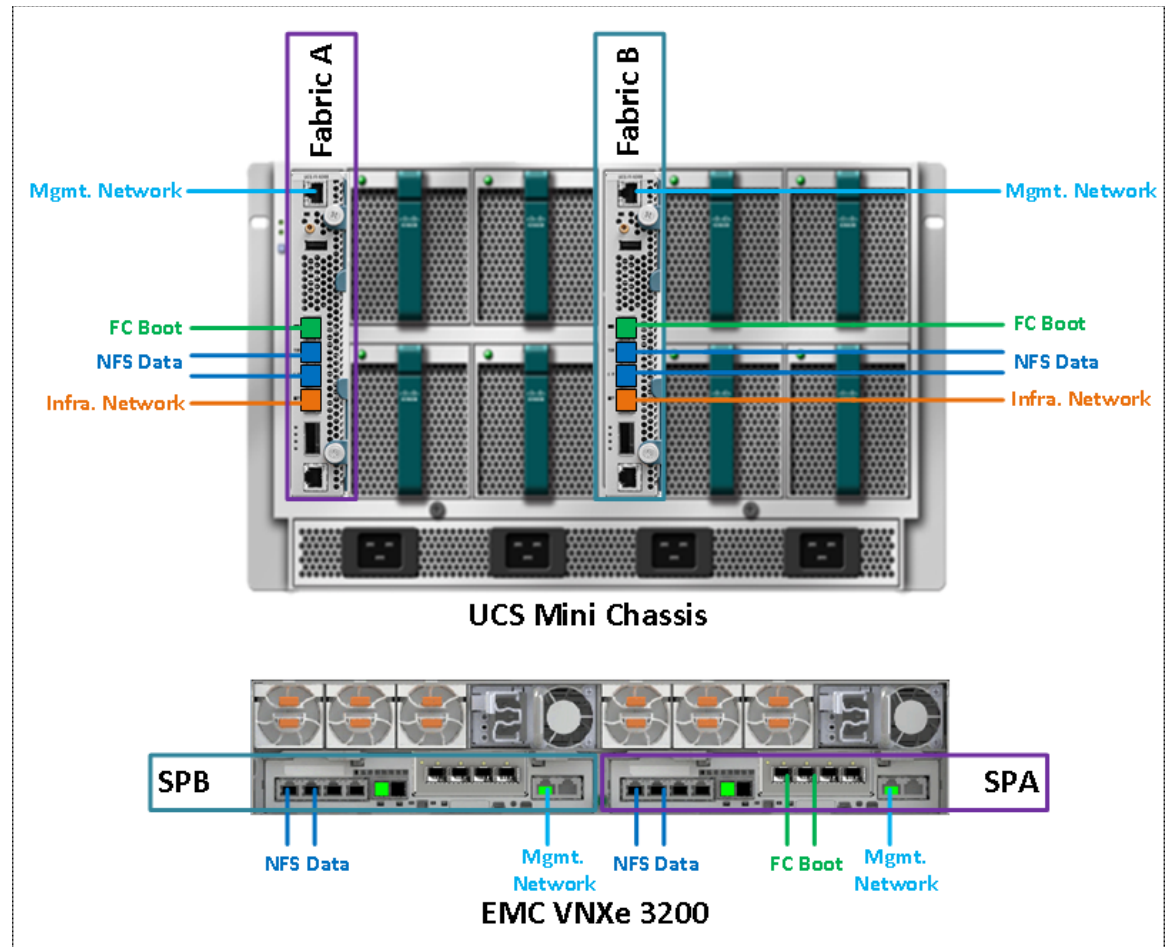 Fabric A
Fabric B
Mgmt. Network
Mgmt. Network
FC Boot
FC Boot
NFS Data
NFS Data
Infra. Network
Infra. Network
UCS Mini Chassis
SPB
SPA
NFS Data
Mgmt.
Network
NFS Data
FC Boot
Mgmt.
Network
EMC VNXe 3200